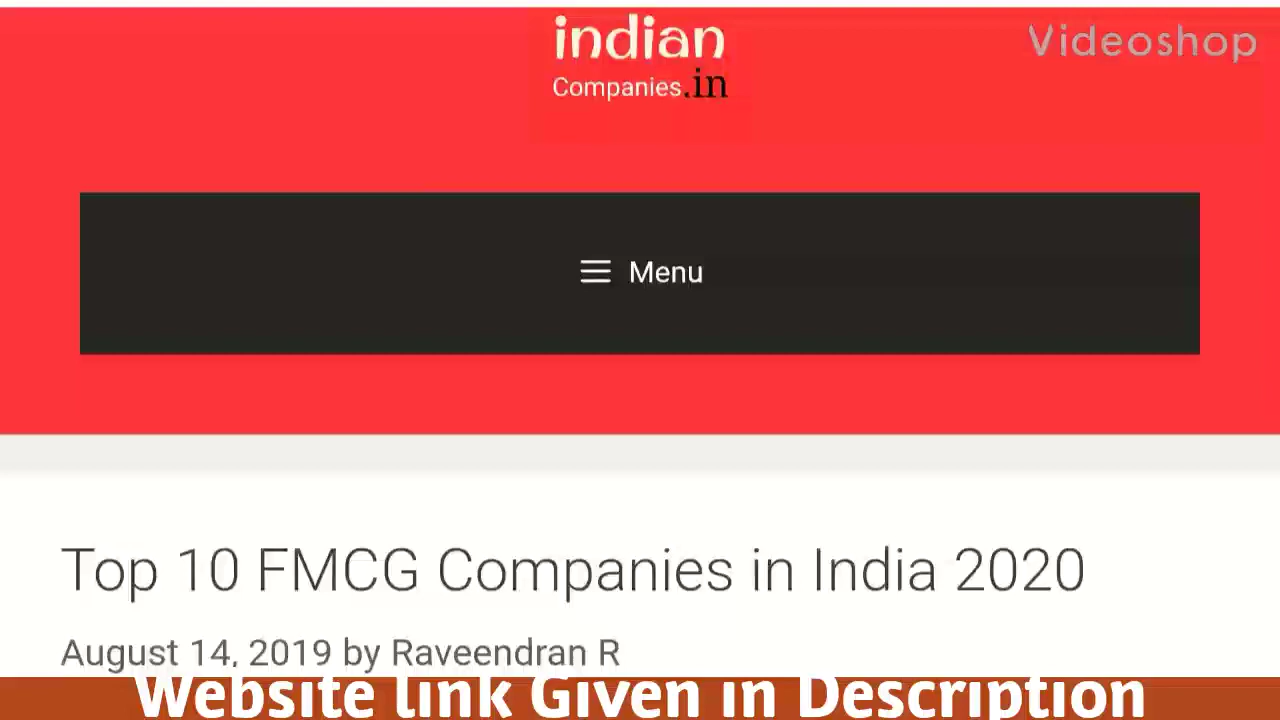 indian
Companies.in
Videoshop
Menu
Top 10 FMCG Companies in India 2020
August 14, 2019 by Raveendran R
Website link Given in Description